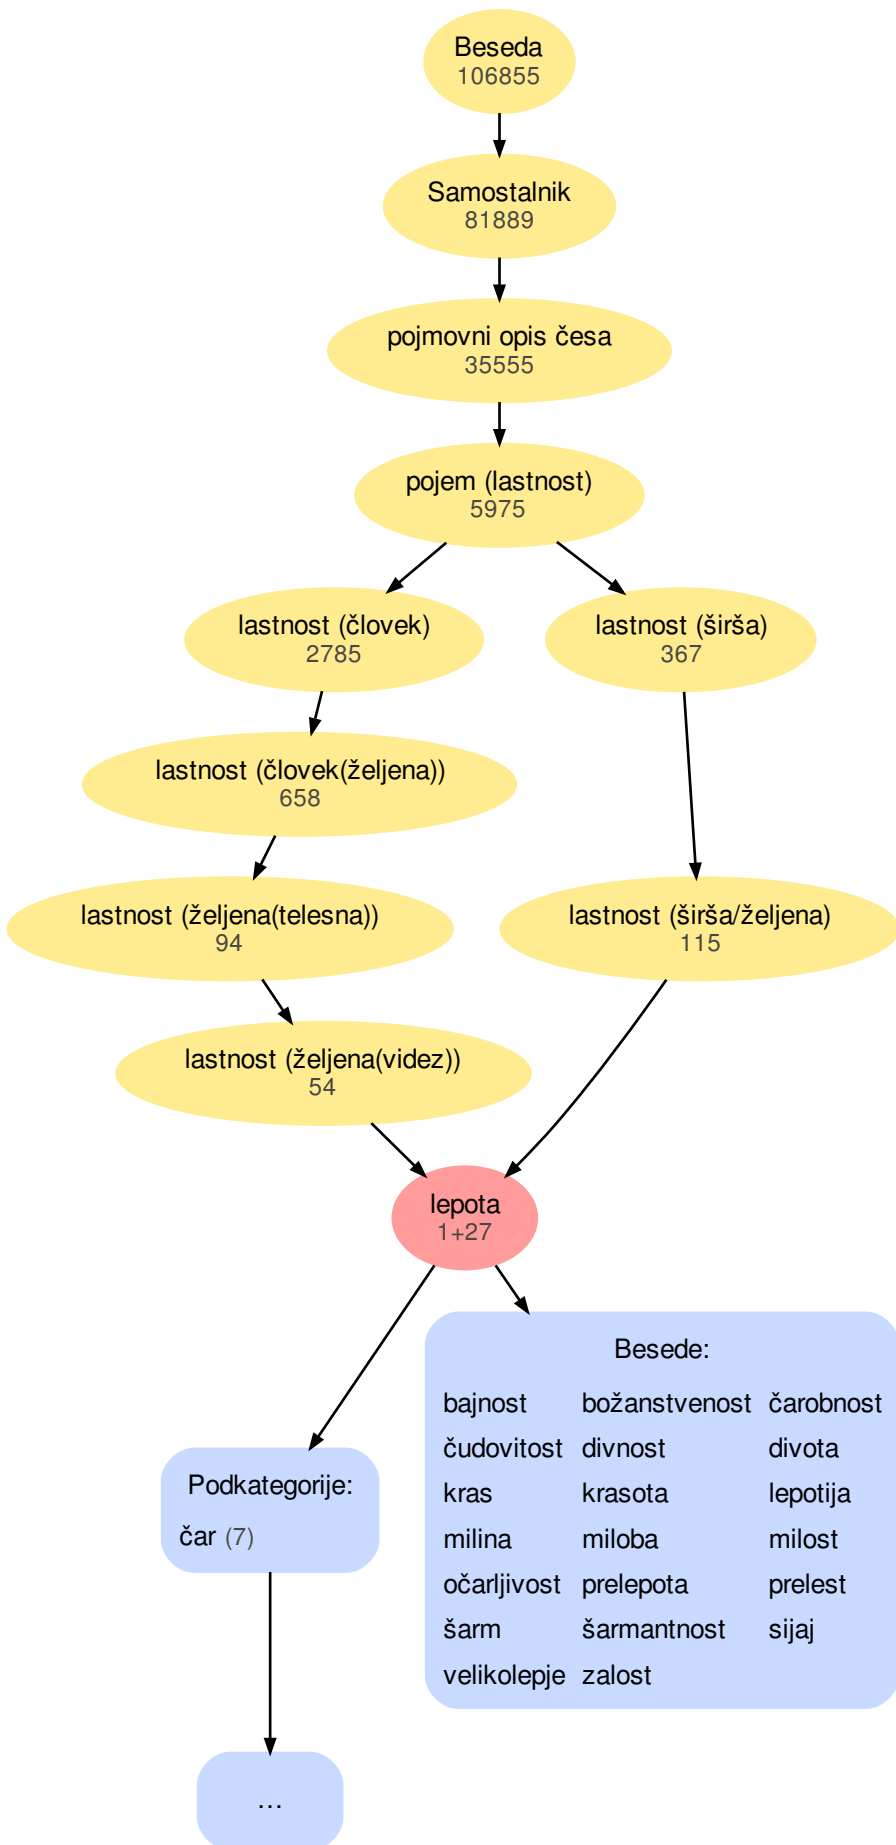 Beseda
106855
Samostalnik
81889
pojmovni opis česa
35555
pojem (lastnost)
5975
lastnost (človek)
2785
lastnost (širša)
367
lastnost (človek(željena))
658
lastnost (željena(telesna))
94
lastnost (širša/željena)
115
lastnost (željena(videz))
54
lepota
1+27
Besede:
bajnost božanstvenost čarobnost
čudovitost divnost divota
kras krasota lepotija
milina miloba milost
očarljivost prelepota prelest
šarm šarmantnost sijaj
velikolepje zalost
Podkategorije:
čar (7)
...